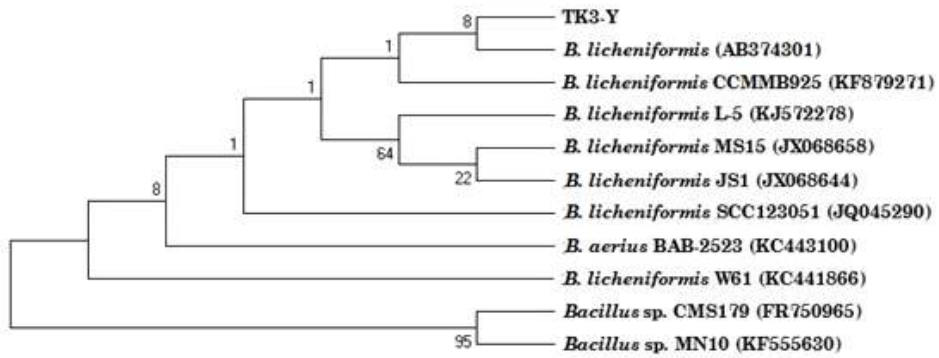 TK3-Y
8
B. licheniformis (AB374301)
1
B. licheniformis CCMMB925 (KF879271)
1
B. licheniformis L-5 (KJ572278)
1
64
B. licheniformis MS15 (JX068658)
22
B. licheniformis JS1 (JX068644)
8
B. licheniformis SCC123051 (JQ045290)
B. aerius BAB-2523 (KC443100)
B. licheniformis W61 (KC441866)
Bacillus sp. CMS179 (FR750965)
95
Bacillus sp. MN10 (KF555630)